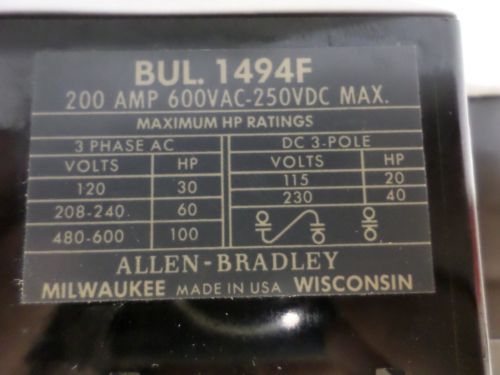 BUL. 1494F
200 AMP 600VAC-250VDC MAX.
MAXIMUM HP RATINGS
3 PHASE AC DC 3-POLE
VOLTS HP VOLTS HP
120 30 115 20
208-240 60 230 40
480-600 100
ALLEN-BRADLEY
MILWAUKEE MADE IN USA WISCONSIN